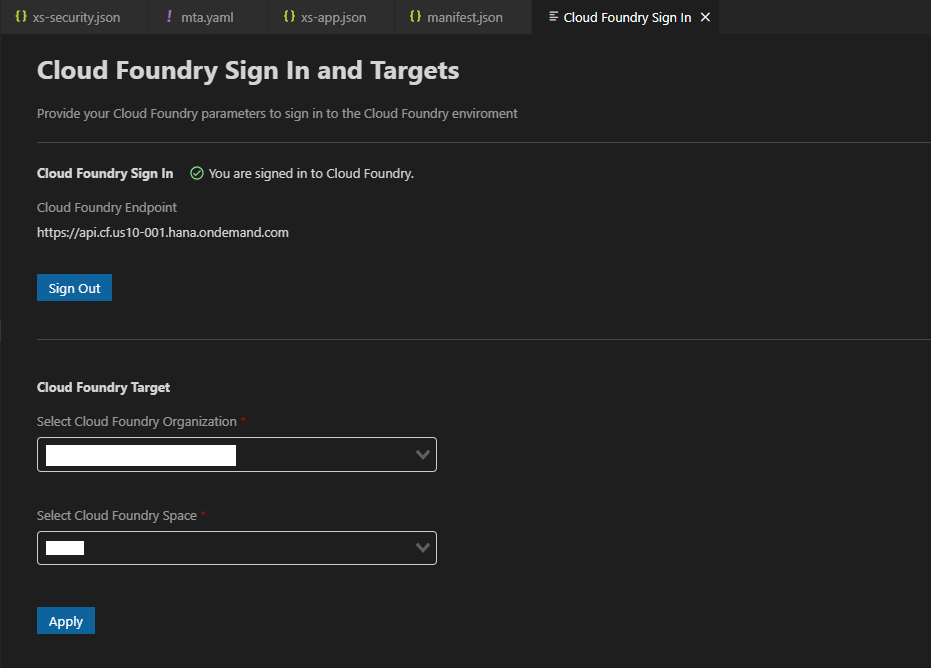 {} xs-security.json ! mta.yaml {} xs-app.json {} manifest.json Cloud Foundry Sign In ×
Cloud Foundry Sign In and Targets
Provide your Cloud Foundry parameters to sign in to the Cloud Foundry enviroment
Cloud Foundry Sign In You are signed in to Cloud Foundry.
Cloud Foundry Endpoint
https://api.cf.us10-001.hana.ondemand.com
Sign Out
Cloud Foundry Target
Select Cloud Foundry Organization *
Select Cloud Foundry Space *
Apply